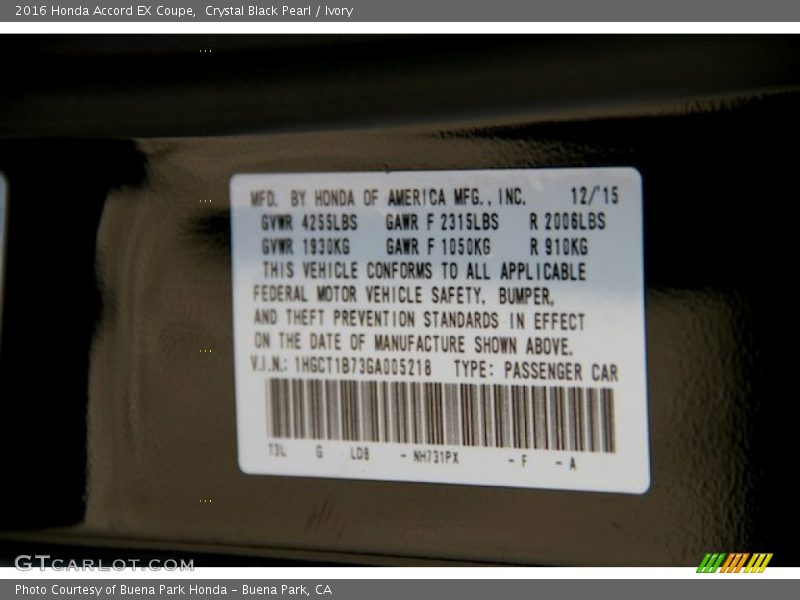 2016 Honda Accord EX Coupe,  Crystal Black Pearl / Ivory
MFD. BY HONDA OF AMERICA MFG., INC. 12/'15
GVWR 4255LBS GAWR F 2315LBS R 2006LBS
GVWR 1930KG GAWR F 1050KG R 910KG
THIS VEHICLE CONFORMS TO ALL APPLICABLE
FEDERAL MOTOR VEHICLE SAFETY, BUMPER,
AND THEFT PREVENTION STANDARDS IN EFFECT
ON THE DATE OF MANUFACTURE SHOWN ABOVE.
V.I.N.: 1HGCT1B73GA005218 TYPE: PASSENGER CAR
T3L G LDB - NH731PX - F - A
GTCARLOT.COM
Photo Courtesy of Buena Park Honda – Buena Park, CA